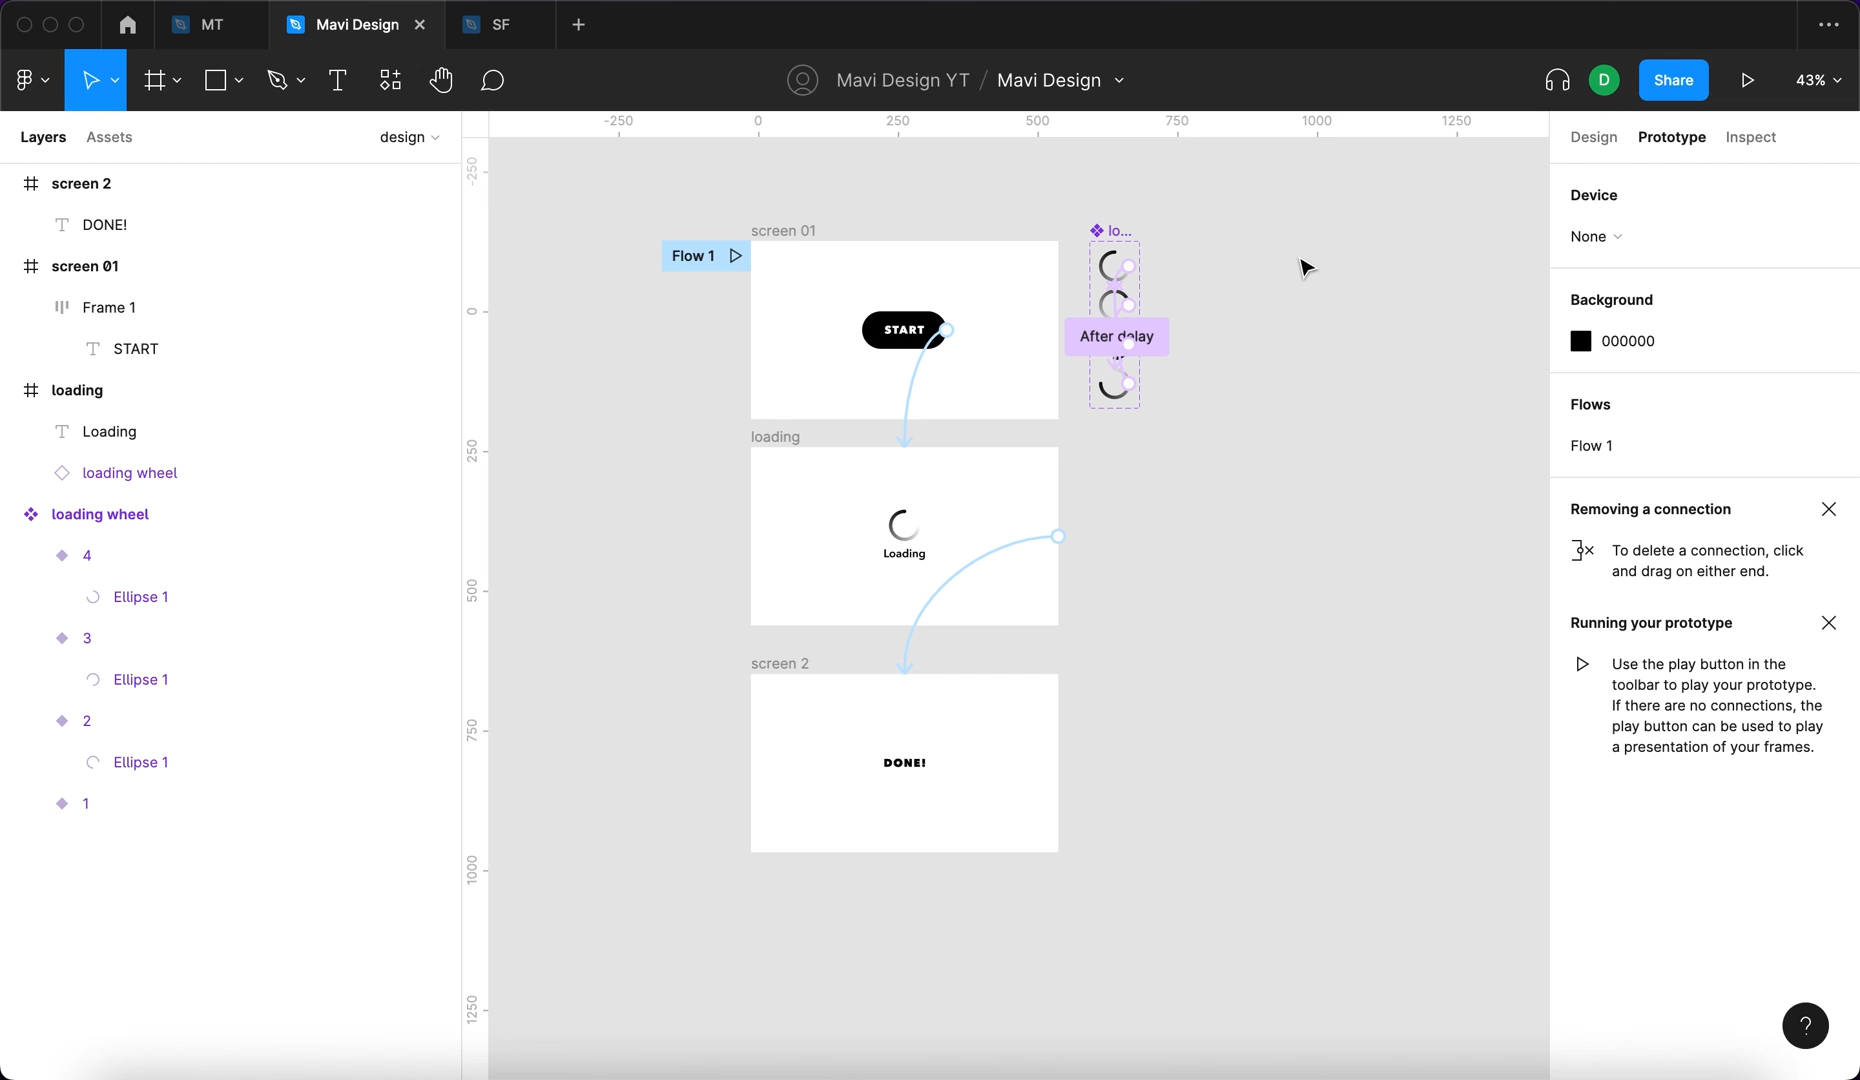 MT
Mavi Design
SF
Mavi Design YT / Mavi Design
D
Share
43%
Layers
Assets
design
screen 2
DONE!
screen 01
Frame 1
START
loading
Loading
loading wheel
loading wheel
4
Ellipse 1
3
Ellipse 1
2
Ellipse 1
1
-250
0
250
500
750
1000
1250
-250
0
250
500
750
1000
1250
screen 01
Flow 1
START
lo...
After delay
loading
Loading
screen 2
DONE!
Design
Prototype
Inspect
Device
None
Background
000000
Flows
Flow 1
Removing a connection
To delete a connection, click
and drag on either end.
Running your prototype
Use the play button in the
toolbar to play your prototype.
If there are no connections, the
play button can be used to play
a presentation of your frames.
?